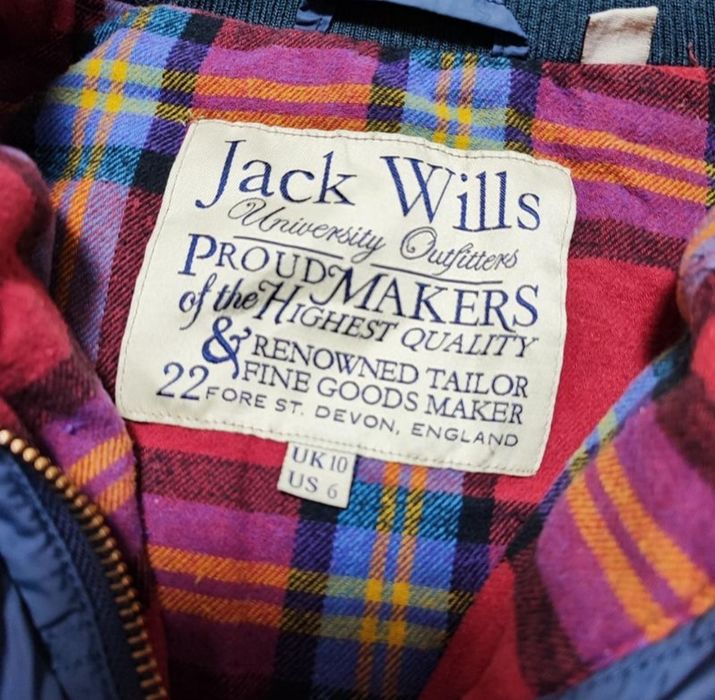 Jack Wills
University Outfitters
PROUD MAKERS
of the HIGHEST QUALITY
& RENOWNED TAILOR
FINE GOODS MAKER
22 FORE ST. DEVON, ENGLAND
UK 10
US 6